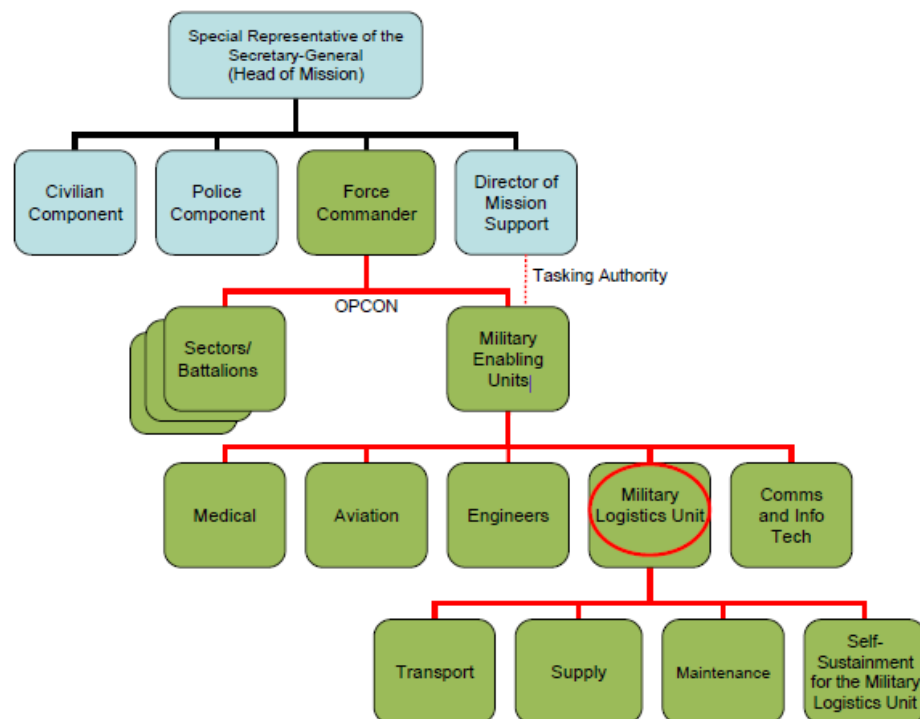 Special Representative of the
Secretary-General
(Head of Mission)
Civilian
Component
Police
Component
Force
Commander
Director of
Mission
Support
Tasking Authority
OPCON
Sectors/
Battalions
Military
Enabling
Units
Medical
Aviation
Engineers
Military
Logistics Unit
Comms
and Info
Tech
Transport
Supply
Maintenance
Self-
Sustainment
for the Military
Logistics Unit